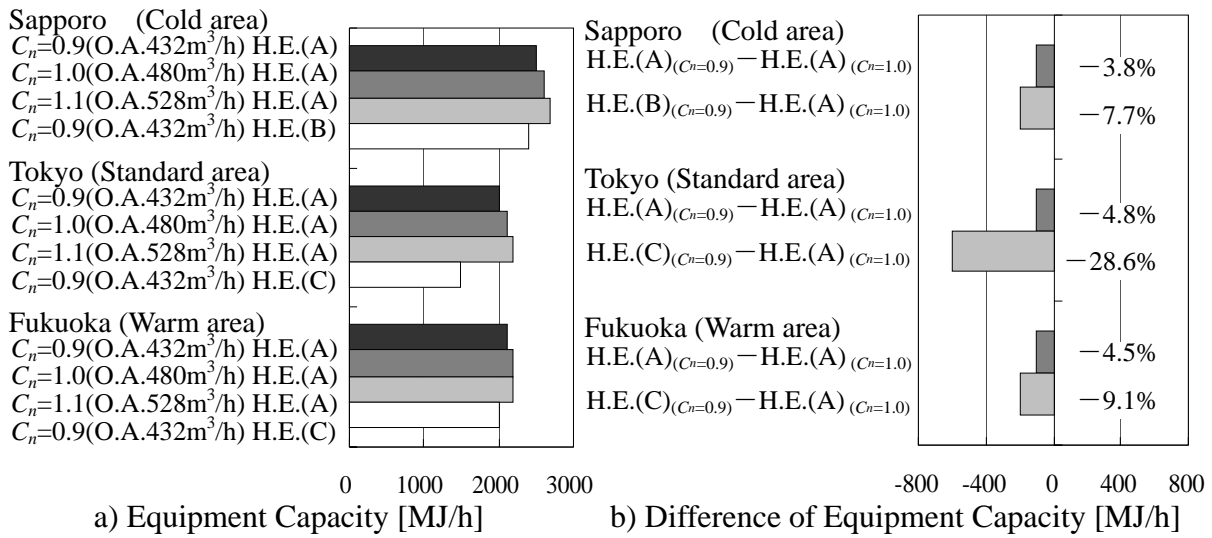 Sapporo (Cold area)
Cn=0.9(O.A.432m³/h) H.E.(A)
Cn=1.0(O.A.480m³/h) H.E.(A)
Cn=1.1(O.A.528m³/h) H.E.(A)
Cn=0.9(O.A.432m³/h) H.E.(B)
Tokyo (Standard area)
Cn=0.9(O.A.432m³/h) H.E.(A)
Cn=1.0(O.A.480m³/h) H.E.(A)
Cn=1.1(O.A.528m³/h) H.E.(A)
Cn=0.9(O.A.432m³/h) H.E.(C)
Fukuoka (Warm area)
Cn=0.9(O.A.432m³/h) H.E.(A)
Cn=1.0(O.A.480m³/h) H.E.(A)
Cn=1.1(O.A.528m³/h) H.E.(A)
Cn=0.9(O.A.432m³/h) H.E.(C)
0 1000 2000 3000
a) Equipment Capacity [MJ/h]
Sapporo (Cold area)
H.E.(A)(Cn=0.9)−H.E.(A) (Cn=1.0) −3.8%
H.E.(B)(Cn=0.9)−H.E.(A) (Cn=1.0) −7.7%
Tokyo (Standard area)
H.E.(A)(Cn=0.9)−H.E.(A) (Cn=1.0) −4.8%
H.E.(C)(Cn=0.9)−H.E.(A) (Cn=1.0) −28.6%
Fukuoka (Warm area)
H.E.(A)(Cn=0.9)−H.E.(A) (Cn=1.0) −4.5%
H.E.(C)(Cn=0.9)−H.E.(A) (Cn=1.0) −9.1%
-800 -400 0 400 800
b) Difference of Equipment Capacity [MJ/h]